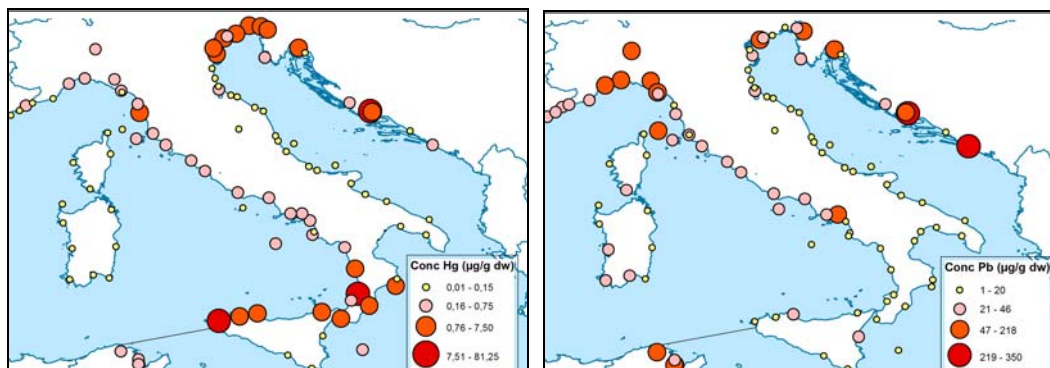 Conc Hg (µg/g dw)
0,01 - 0,15
0,16 - 0,75
0,76 - 7,50
7,51 - 81,25
Conc Pb (µg/g dw)
1 - 20
21 - 46
47 - 218
219 - 350